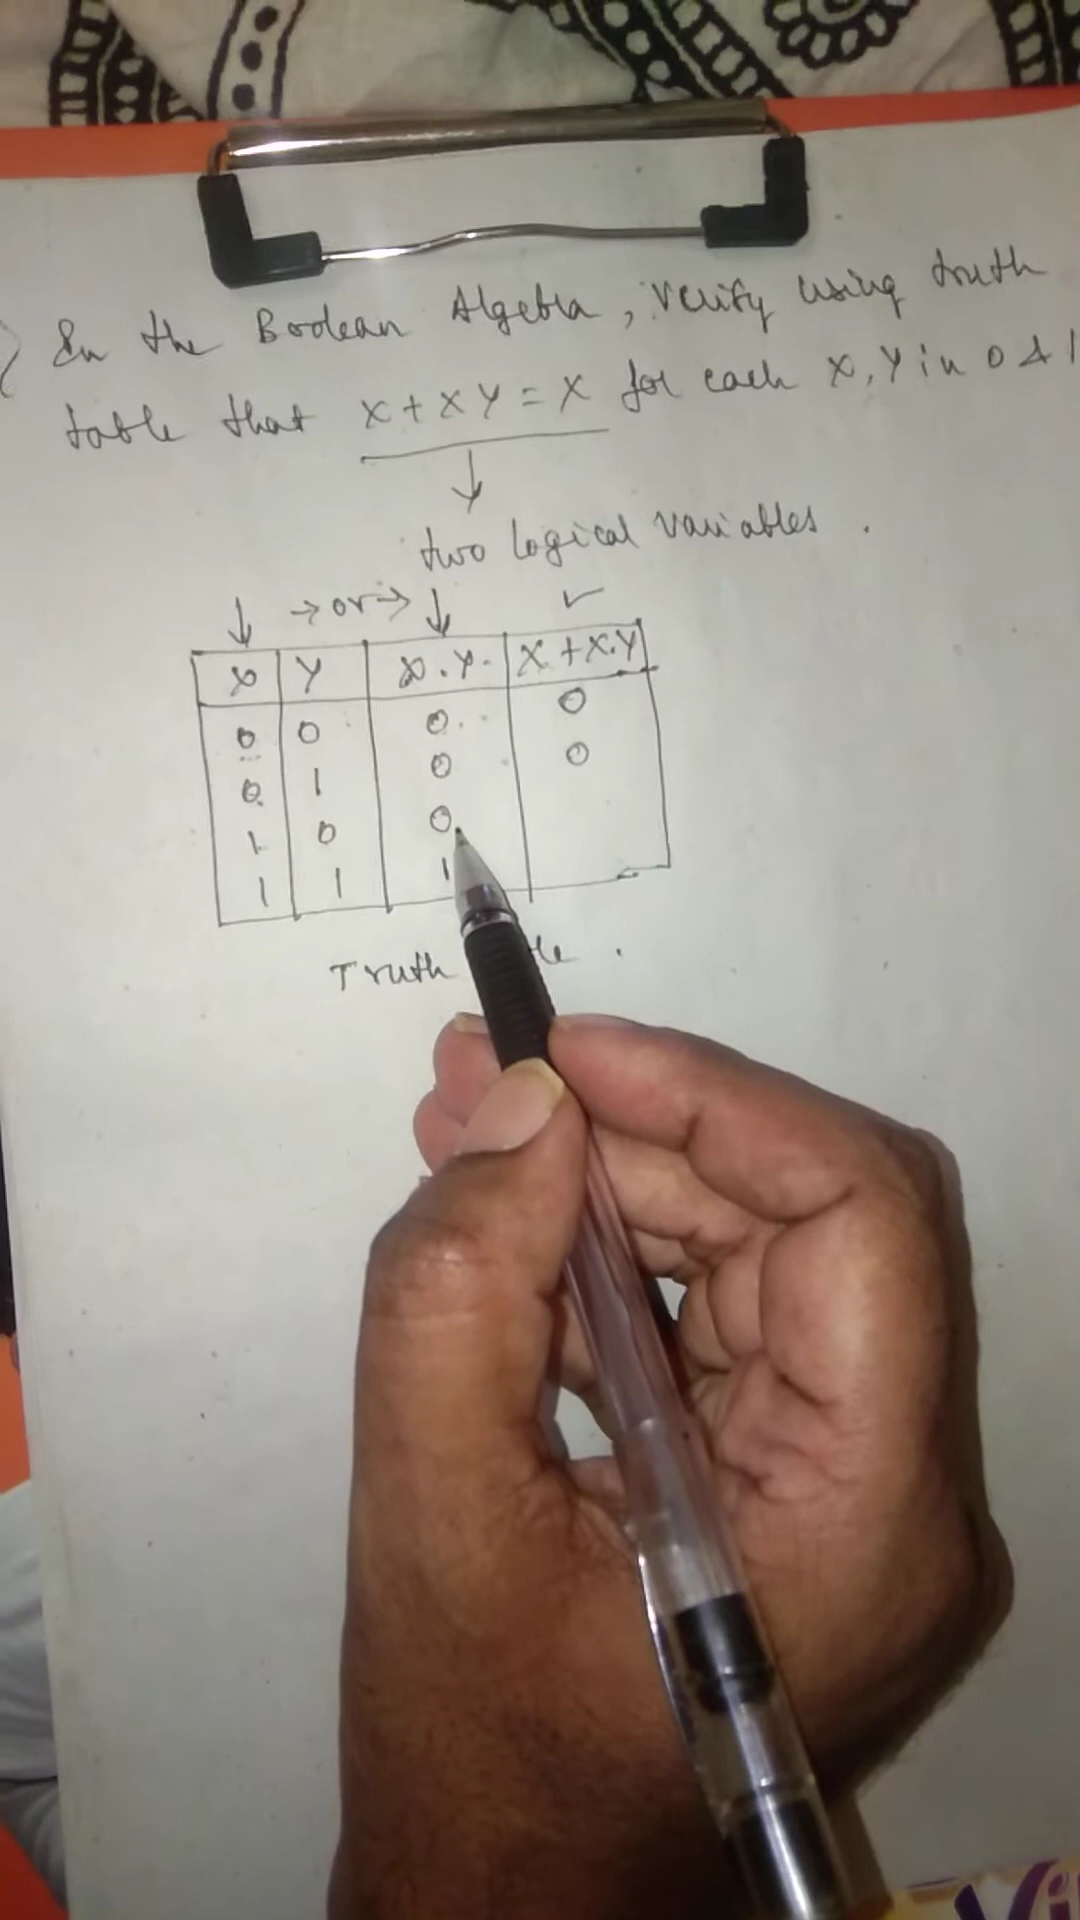 In the Boolean Algebra, Verify using truth
table that X + XY = X for each X, Y in 0 & 1
two logical variables .
→ or →
X Y X . Y . X + X.Y
0 0 0 0
0 1 0 0
1 0 0
1 1 1
Truth .